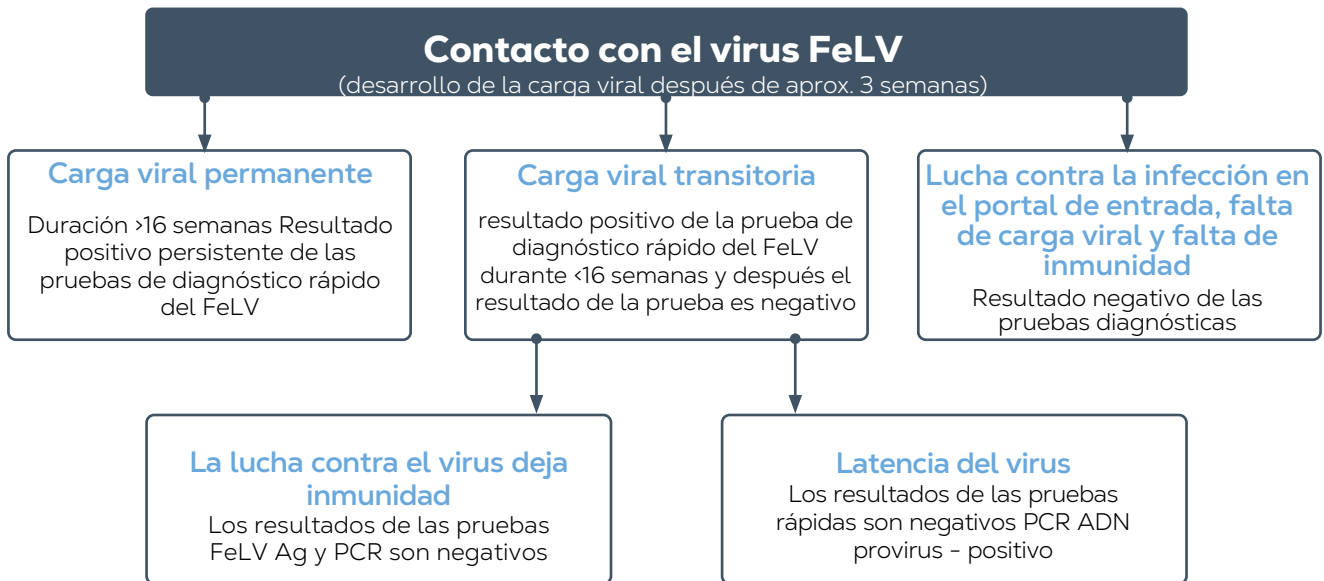 Contacto con el virus FeLV
(desarrollo de la carga viral después de aprox. 3 semanas)
Carga viral permanente
Duración >16 semanas Resultado
positivo persistente de las
pruebas de diagnóstico rápido
del FeLV
Carga viral transitoria
resultado positivo de la prueba de
diagnóstico rápido del FeLV
durante <16 semanas y después el
resultado de la prueba es negativo
Lucha contra la infección en
el portal de entrada, falta
de carga viral y falta de
inmunidad
Resultado negativo de las
pruebas diagnósticas
La lucha contra el virus deja
inmunidad
Los resultados de las pruebas
FeLV Ag y PCR son negativos
Latencia del virus
Los resultados de las pruebas
rápidas son negativos PCR ADN
provirus - positivo